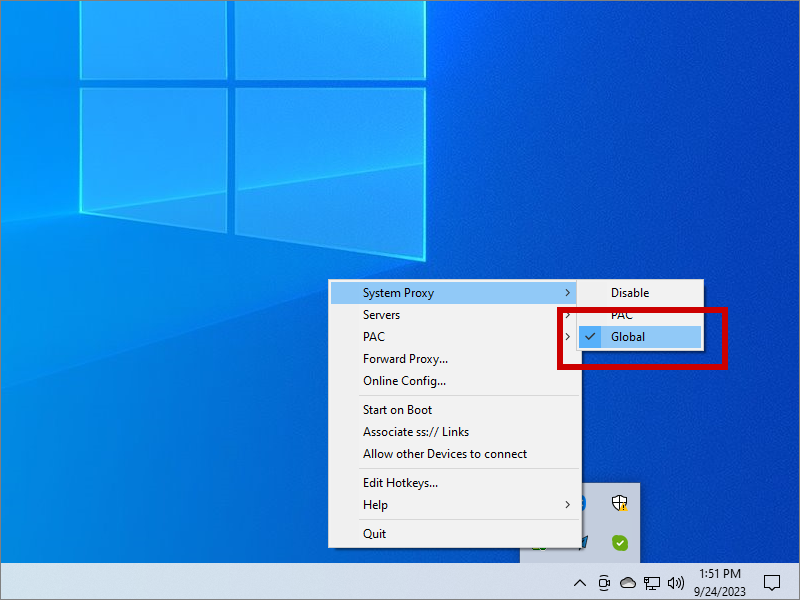 System Proxy
Servers
PAC
Forward Proxy...
Online Config...
Start on Boot
Associate ss:// Links
Allow other Devices to connect
Edit Hotkeys...
Help
Quit
Disable
PAC
Global
1:51 PM
9/24/2023